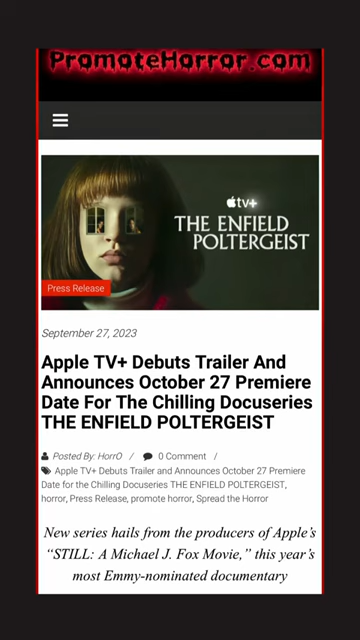 PromoteHorror.com
tv+
THE ENFIELD
POLTERGEIST
Press Release
September 27, 2023
Apple TV+ Debuts Trailer And
Announces October 27 Premiere
Date For The Chilling Docuseries
THE ENFIELD POLTERGEIST
Posted By: HorrO / 0 Comment /
Apple TV+ Debuts Trailer and Announces October 27 Premiere
Date for the Chilling Docuseries THE ENFIELD POLTERGEIST,
horror, Press Release, promote horror, Spread the Horror
New series hails from the producers of Apple's
“STILL: A Michael J. Fox Movie,” this year's
most Emmy-nominated documentary